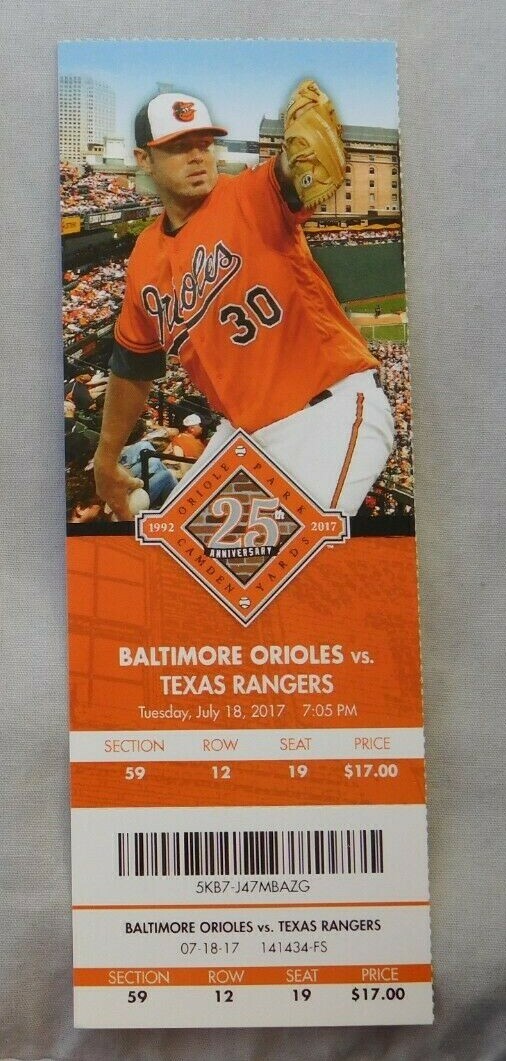 Orioles
30
ORIOLE PARK
1992 25th 2017
ANNIVERSARY
CAMDEN YARDS
BALTIMORE ORIOLES vs.
TEXAS RANGERS
Tuesday, July 18, 2017 7:05 PM
SECTION ROW SEAT PRICE
59 12 19 $17.00
5KB7-J47MBAZG
BALTIMORE ORIOLES vs. TEXAS RANGERS
07-18-17 141434-FS
SECTION ROW SEAT PRICE
59 12 19 $17.00